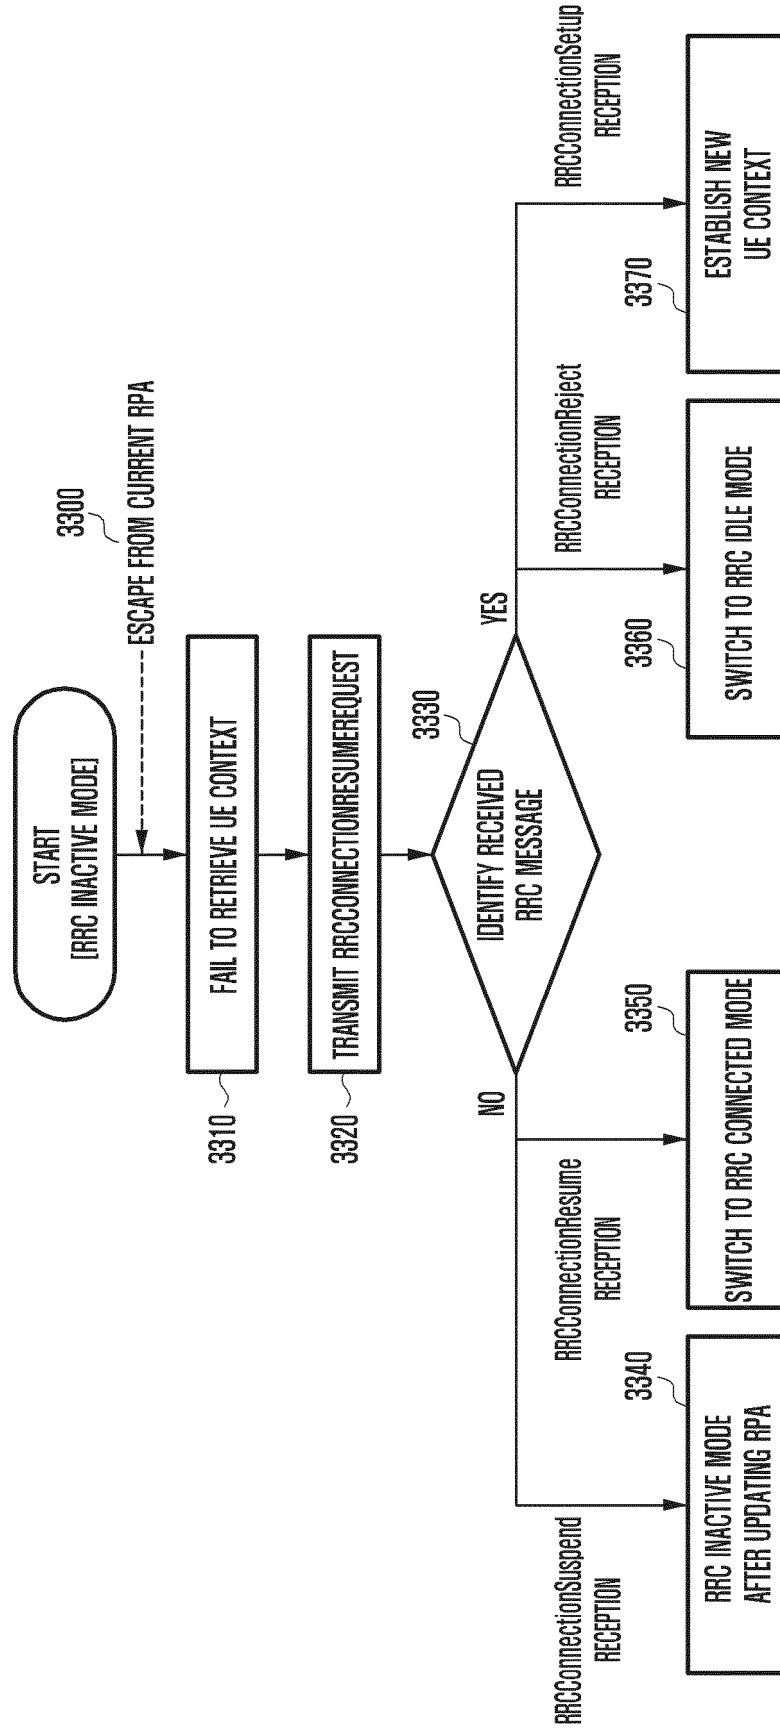 START
[RRC INACTIVE MODE]
3300
ESCAPE FROM CURRENT RPA
3310
FAIL TO RETRIEVE UE CONTEXT
3320
TRANSMIT RRCCONNECTIONRESUMEREQUEST
3330
IDENTIFY RECEIVED
RRC MESSAGE
NO
YES
RRCConnectionSuspend
RECEPTION
RRCConnectionResume
RECEPTION
RRCConnectionReject
RECEPTION
RRCConnectionSetup
RECEPTION
3340
RRC INACTIVE MODE
AFTER UPDATING RPA
3350
SWITCH TO RRC CONNECTED MODE
3360
SWITCH TO RRC IDLE MODE
3370
ESTABLISH NEW
UE CONTEXT